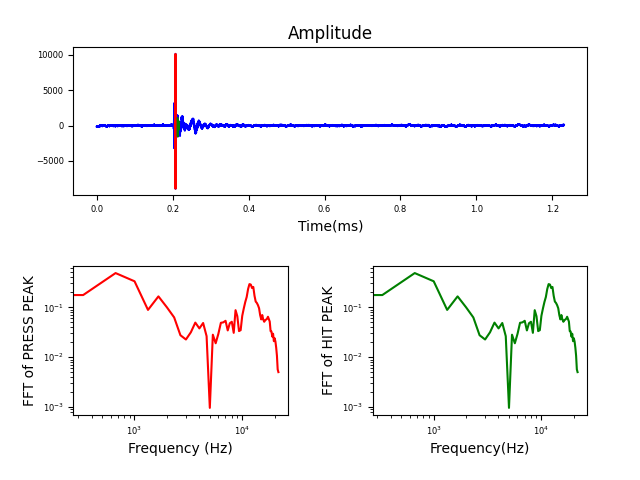 Amplitude
10000
5000
0
−5000
0.0 0.2 0.4 0.6 0.8 1.0 1.2
Time(ms)
FFT of PRESS PEAK
10⁻¹
10⁻²
10⁻³
10³ 10⁴
Frequency (Hz)
FFT of HIT PEAK
10⁻¹
10⁻²
10⁻³
10³ 10⁴
Frequency(Hz)